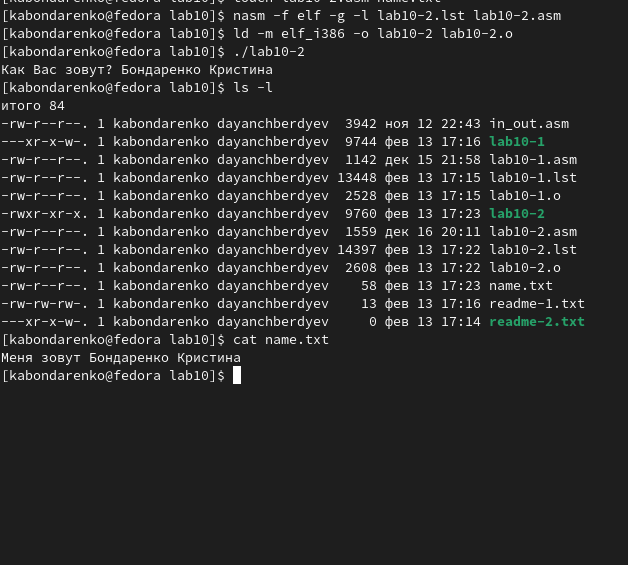 [kabondarenko@fedora lab10]$ nasm -f elf -g -l lab10-2.lst lab10-2.asm
[kabondarenko@fedora lab10]$ ld -m elf_i386 -o lab10-2 lab10-2.o
[kabondarenko@fedora lab10]$ ./lab10-2
Как Вас зовут? Бондаренко Кристина
[kabondarenko@fedora lab10]$ ls -l
итого 84
-rw-r--r--. 1 kabondarenko dayanchberdyev  3942 ноя 12 22:43 in_out.asm
---xr-x-w-. 1 kabondarenko dayanchberdyev  9744 фев 13 17:16 lab10-1
-rw-r--r--. 1 kabondarenko dayanchberdyev  1142 дек 15 21:58 lab10-1.asm
-rw-r--r--. 1 kabondarenko dayanchberdyev 13448 фев 13 17:15 lab10-1.lst
-rw-r--r--. 1 kabondarenko dayanchberdyev  2528 фев 13 17:15 lab10-1.o
-rwxr-xr-x. 1 kabondarenko dayanchberdyev  9760 фев 13 17:23 lab10-2
-rw-r--r--. 1 kabondarenko dayanchberdyev  1559 дек 16 20:11 lab10-2.asm
-rw-r--r--. 1 kabondarenko dayanchberdyev 14397 фев 13 17:22 lab10-2.lst
-rw-r--r--. 1 kabondarenko dayanchberdyev  2608 фев 13 17:22 lab10-2.o
-rw-r--r--. 1 kabondarenko dayanchberdyev    58 фев 13 17:23 name.txt
-rw-rw-rw-. 1 kabondarenko dayanchberdyev    13 фев 13 17:16 readme-1.txt
---xr-x-w-. 1 kabondarenko dayanchberdyev     0 фев 13 17:14 readme-2.txt
[kabondarenko@fedora lab10]$ cat name.txt
Меня зовут Бондаренко Кристина
[kabondarenko@fedora lab10]$